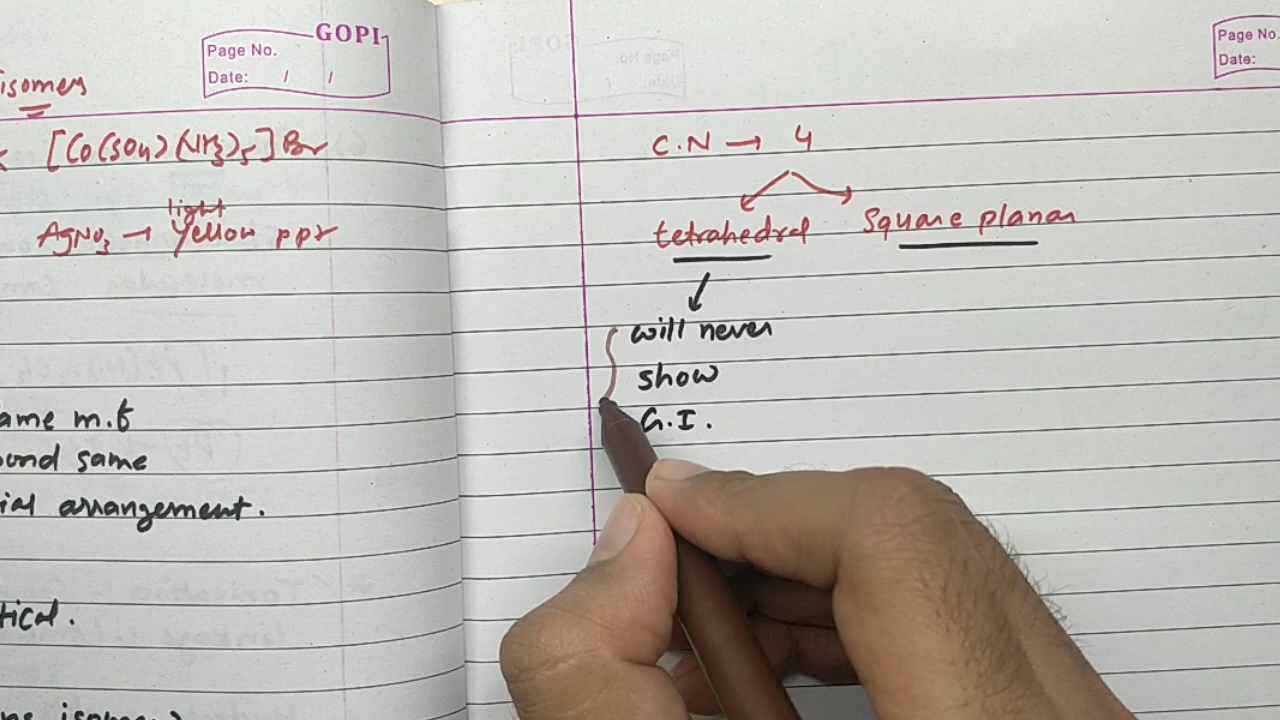 GOPI
Page No.
Date: / /
isomers
[Co(SO4)(NH3)5]Br
light
AgNO3 → Yellow ppt
ame m.f
ound same
ial arrangement.
tical.
isomer
Page No.
Date:
C.N → 4
tetrahedral Square planar
will never
show
G.I.